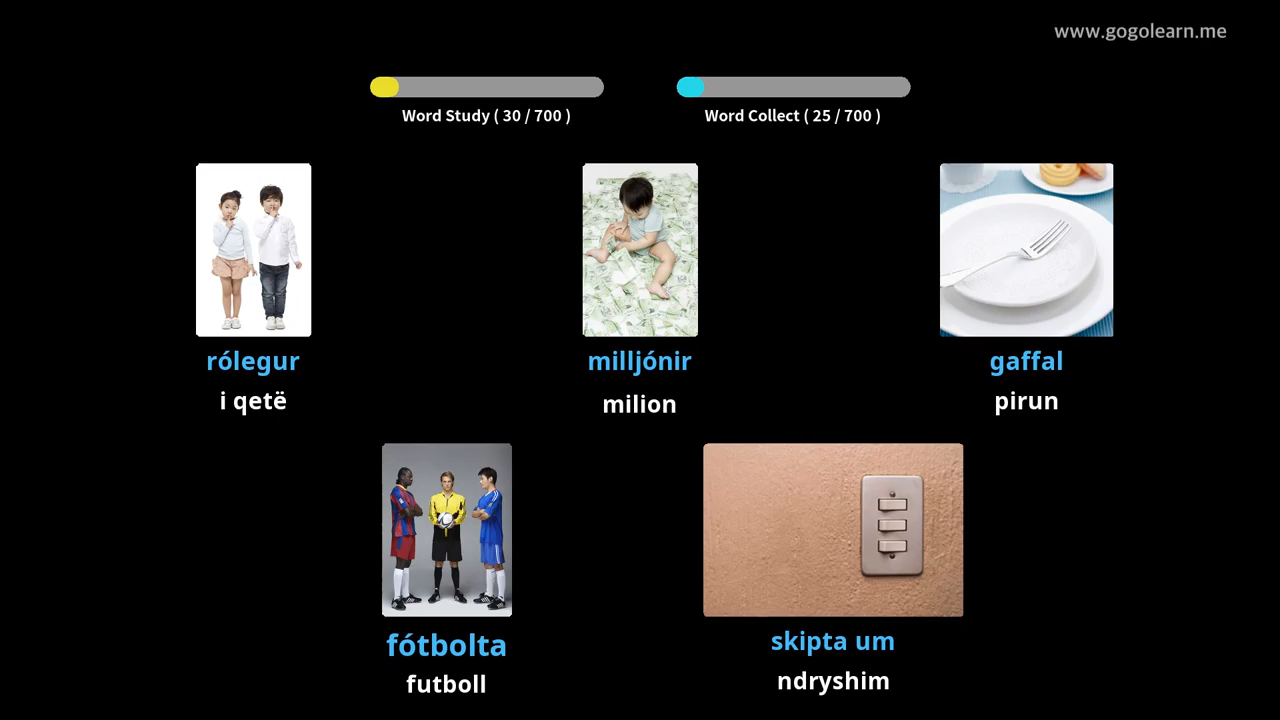 www.gogolearn.me
Word Study ( 30 / 700 )
Word Collect ( 25 / 700 )
rólegur
i qetë
milljónir
milion
gaffal
pirun
fótbolta
futboll
skipta um
ndryshim